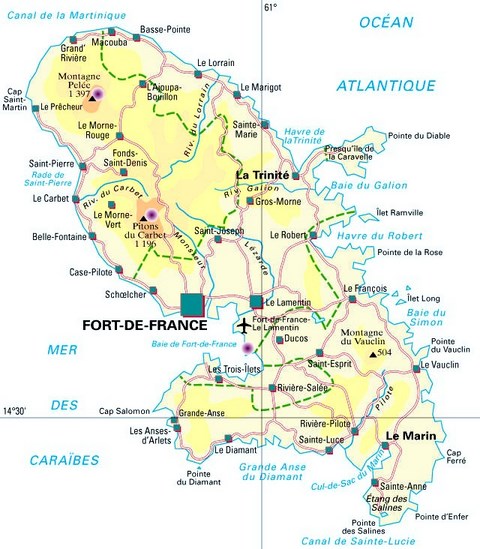 Canal de la Martinique
61°
OCÉAN
ATLANTIQUE
Grand'
Rivière
Macouba
Basse-Pointe
Montagne
Pelée
1 397
L'Ajoupa-
Bouillon
Le Lorrain
Cap
Saint-
Martin
Le Prêcheur
Le Marigot
Riv. du Lorrain
Le Morne-
Rouge
Sainte-
Marie
Havre de
la Trinité
Pointe du Diable
Presqu'île de
la Caravelle
Fonds-
Saint-Denis
Saint-Pierre
Rade de
Saint-Pierre
La Trinité
Baie du Galion
Riv. Galion
Le Carbet
Riv. du Carbet
Gros-Morne
Le Morne-
Vert
Îlet Ramville
Pitons
du Carbet
1 196
Saint-Joseph
Belle-Fontaine
Monsieur
Lézarde
Le Robert
Havre du Robert
Pointe de la Rose
Case-Pilote
Schœlcher
Le François
Îlet Long
Le Lamentin
FORT-DE-FRANCE
Fort-de-France-
Le Lamentin
Baie du
Simon
Baie de Fort-de-France
Ducos
Montagne
du Vauclin
504
Pointe
du Vauclin
MER
Saint-Esprit
Le Vauclin
Les Trois-Îlets
Rivière-Salée
Pilote
14°30'
DES
Cap Salomon
Grande-Anse
Rivière-Pilote
Les Anses-
d'Arlets
Le Marin
Le Diamant
Sainte-Luce
Cap
Ferré
CARAÏBES
Pointe
du Diamant
Grande Anse
du Diamant
Cul-de-Sac du Marin
Sainte-Anne
Étang des
Salines
Pointe
des Salines
Pointe d'Enfer
Canal de Sainte-Lucie